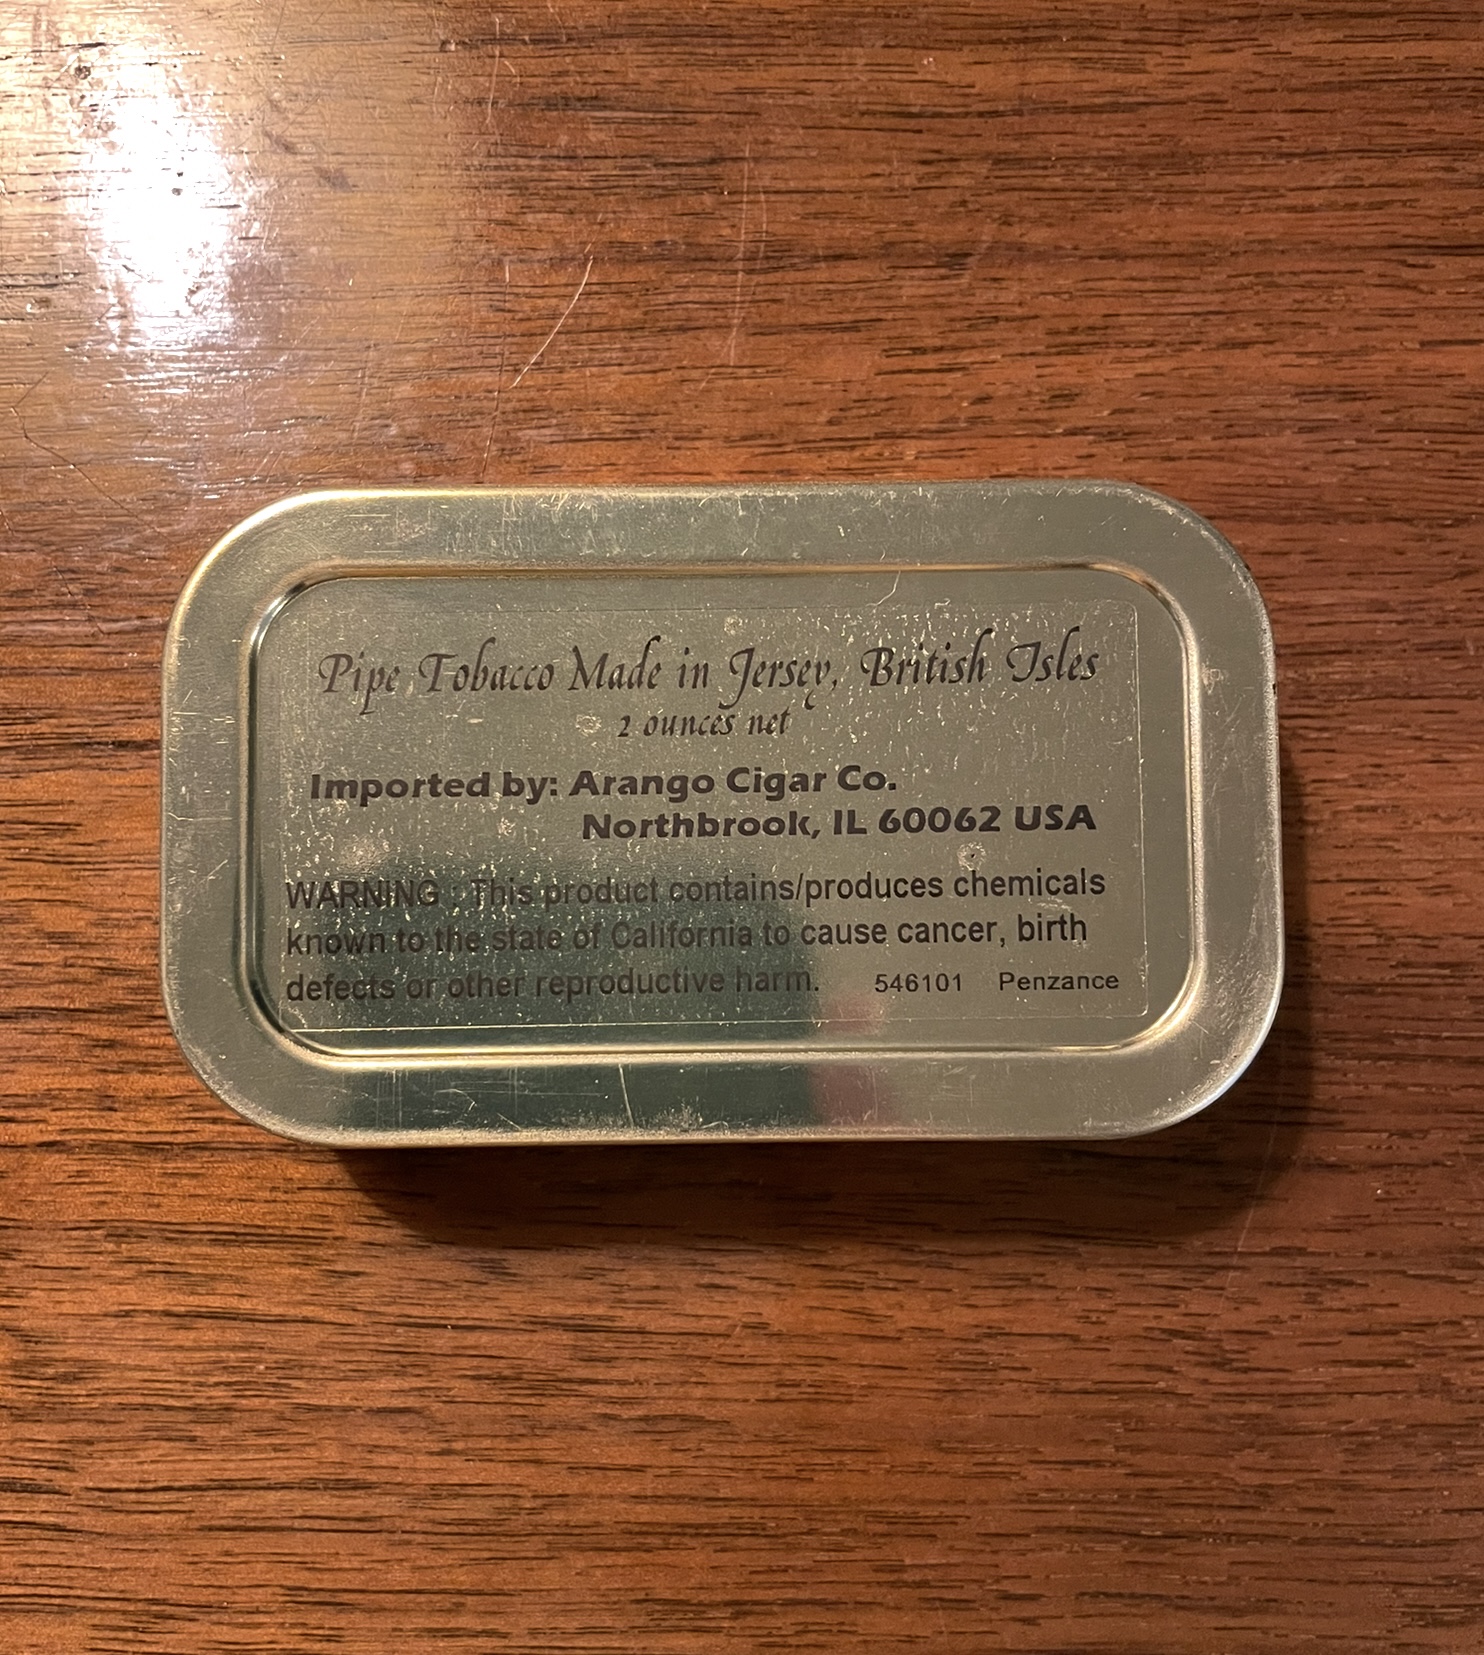 Pipe Tobacco Made in Jersey, British Isles
2 ounces net
Imported by: Arango Cigar Co.
Northbrook, IL 60062 USA
WARNING : This product contains/produces chemicals
known to the state of California to cause cancer, birth
defects or other reproductive harm. 546101 Penzance